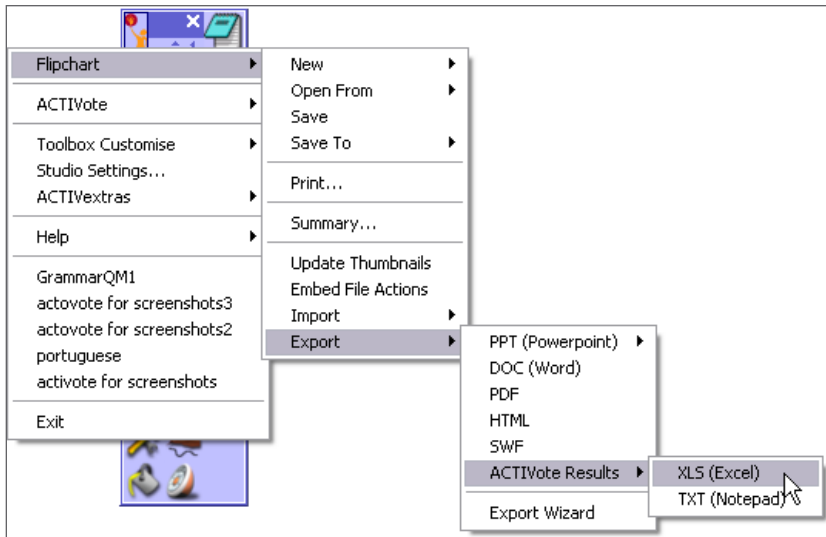 Flipchart
ACTIVote
Toolbox Customise
Studio Settings...
ACTIVextras
Help
GrammarQM1
actovote for screenshots3
actovote for screenshots2
portuguese
activote for screenshots
Exit
New
Open From
Save
Save To
Print...
Summary...
Update Thumbnails
Embed File Actions
Import
Export
PPT (Powerpoint)
DOC (Word)
PDF
HTML
SWF
ACTIVote Results
Export Wizard
XLS (Excel)
TXT (Notepad)